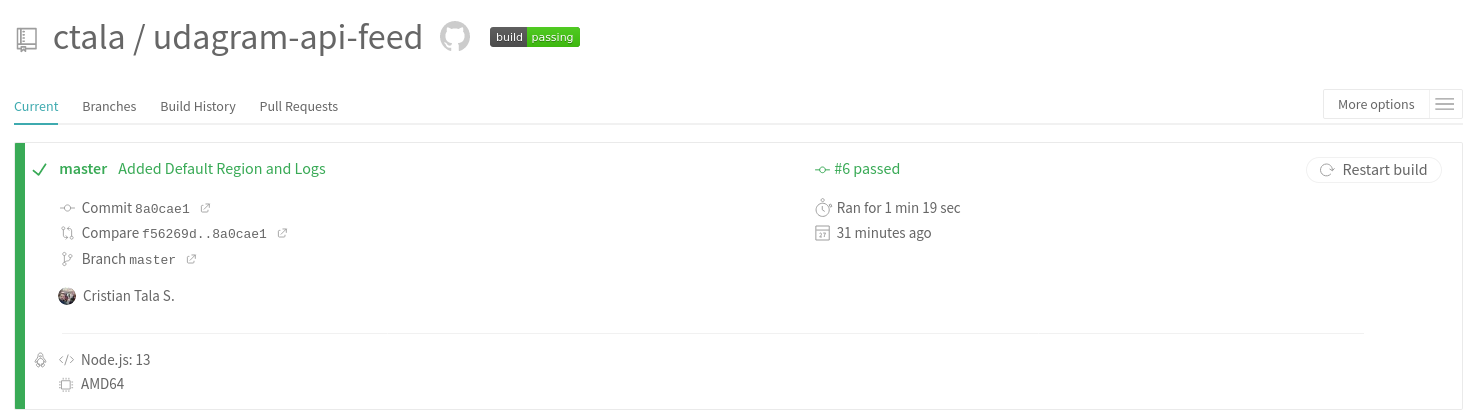 ctala / udagram-api-feed
build passing
Current Branches Build History Pull Requests
More options
master Added Default Region and Logs
#6 passed
Restart build
Commit 8a0cae1
Ran for 1 min 19 sec
Compare f56269d..8a0cae1
31 minutes ago
Branch master
Cristian Tala S.
Node.js: 13
AMD64